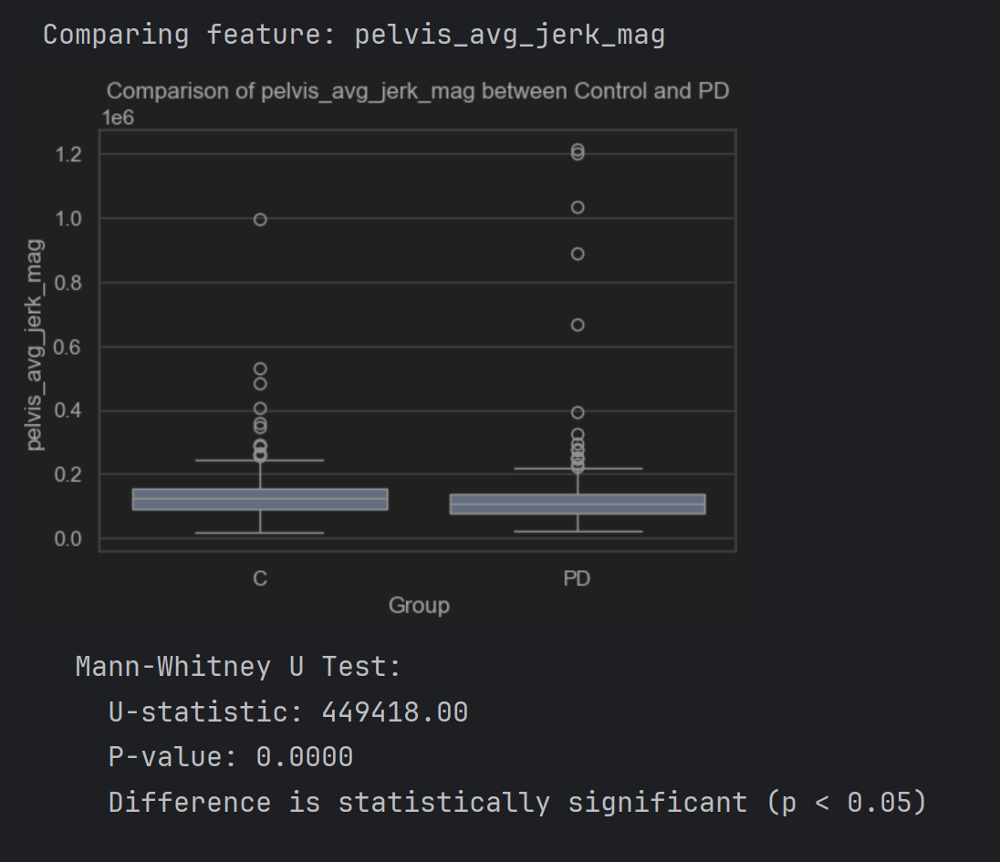 Comparing feature: pelvis_avg_jerk_mag
Comparison of pelvis_avg_jerk_mag between Control and PD
1e6
1.2
1.0
0.8
0.6
0.4
0.2
0.0
pelvis_avg_jerk_mag
C
PD
Group
Mann-Whitney U Test:
U-statistic: 449418.00
P-value: 0.0000
Difference is statistically significant (p < 0.05)